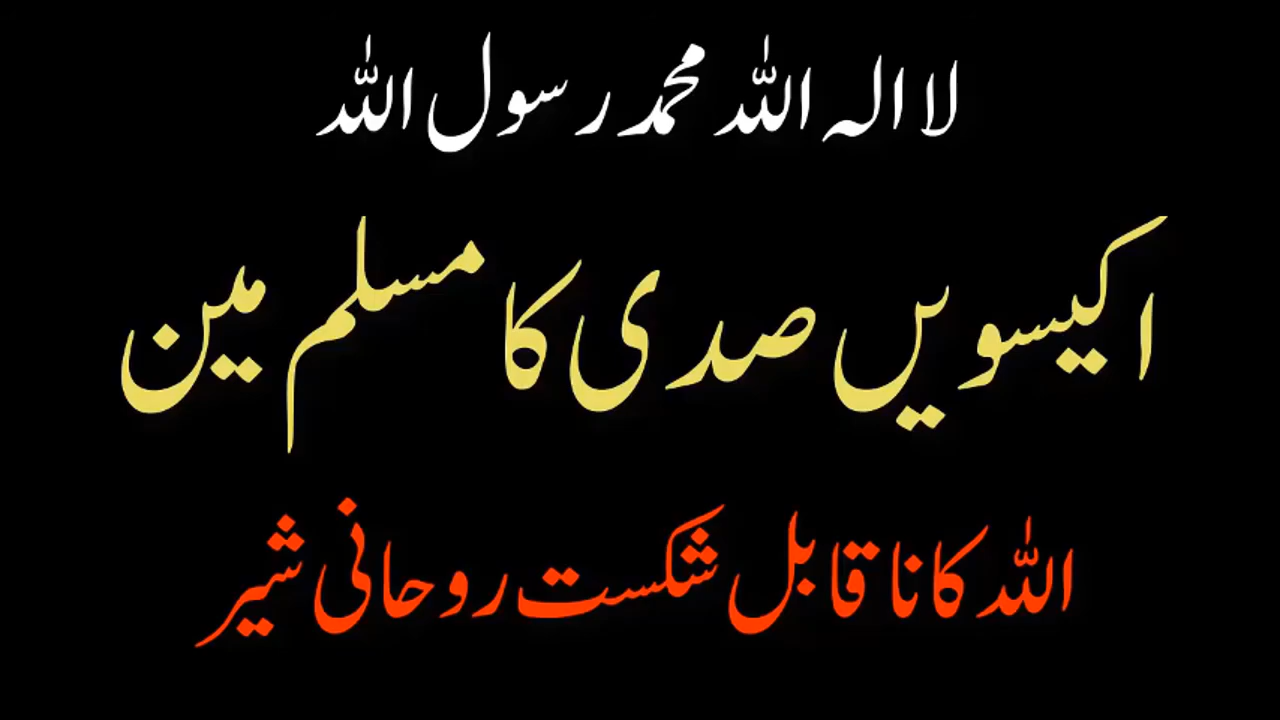 لا الہ اللہ محمد رسول اللہ
اکیسویں صدی کا مسلم مین
اللہ کا نا قابل شکست روحانی شیر